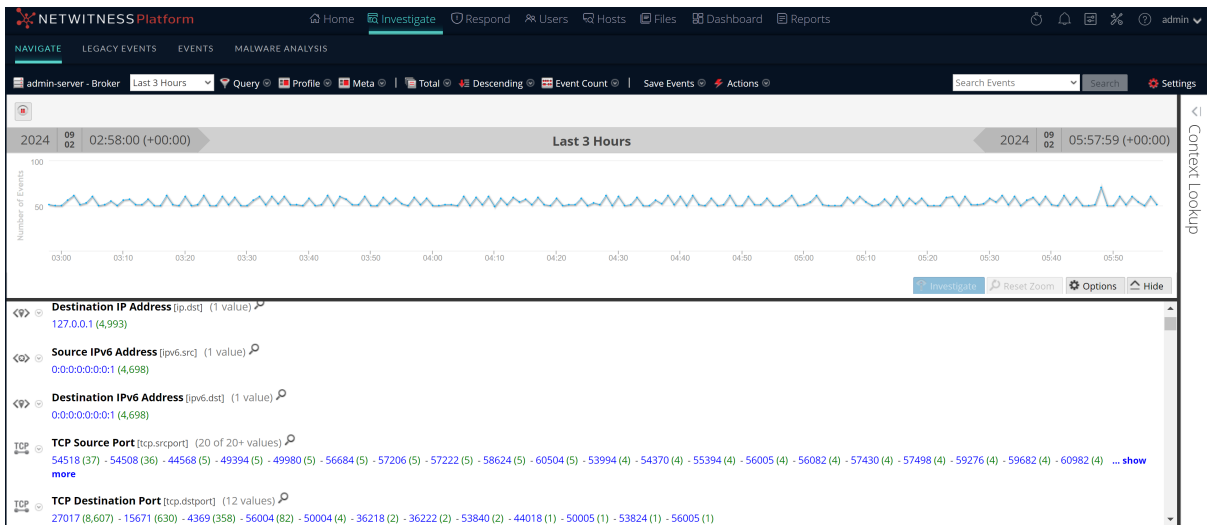 NETWITNESS Platform
Home Investigate Respond Users Hosts Files Dashboard Reports admin
NAVIGATE LEGACY EVENTS EVENTS MALWARE ANALYSIS
admin-server - Broker Last 3 Hours Query Profile Meta | Total Descending Event Count | Save Events Actions Search Events Search Settings
2024 09 02 02:58:00 (+00:00) Last 3 Hours 2024 09 02 05:57:59 (+00:00)
Context Lookup
Number of Events
100
50
03:00 03:10 03:20 03:30 03:40 03:50 04:00 04:10 04:20 04:30 04:40 04:50 05:00 05:10 05:20 05:30 05:40 05:50
Investigate Reset Zoom Options Hide
Destination IP Address [ip.dst] (1 value)
127.0.0.1 (4,993)
Source IPv6 Address [ipv6.src] (1 value)
0:0:0:0:0:0:0:1 (4,698)
Destination IPv6 Address [ipv6.dst] (1 value)
0:0:0:0:0:0:0:1 (4,698)
TCP TCP Source Port [tcp.srcport] (20 of 20+ values)
54518 (37) - 54508 (36) - 44568 (5) - 49394 (5) - 49980 (5) - 56684 (5) - 57206 (5) - 57222 (5) - 58624 (5) - 60504 (5) - 53994 (4) - 54370 (4) - 55394 (4) - 56005 (4) - 56082 (4) - 57430 (4) - 57498 (4) - 59276 (4) - 59682 (4) - 60982 (4) ... show
more
TCP TCP Destination Port [tcp.dstport] (12 values)
27017 (8,607) - 15671 (630) - 4369 (358) - 56004 (82) - 50004 (4) - 36218 (2) - 36222 (2) - 53840 (2) - 44018 (1) - 50005 (1) - 53824 (1) - 56005 (1)